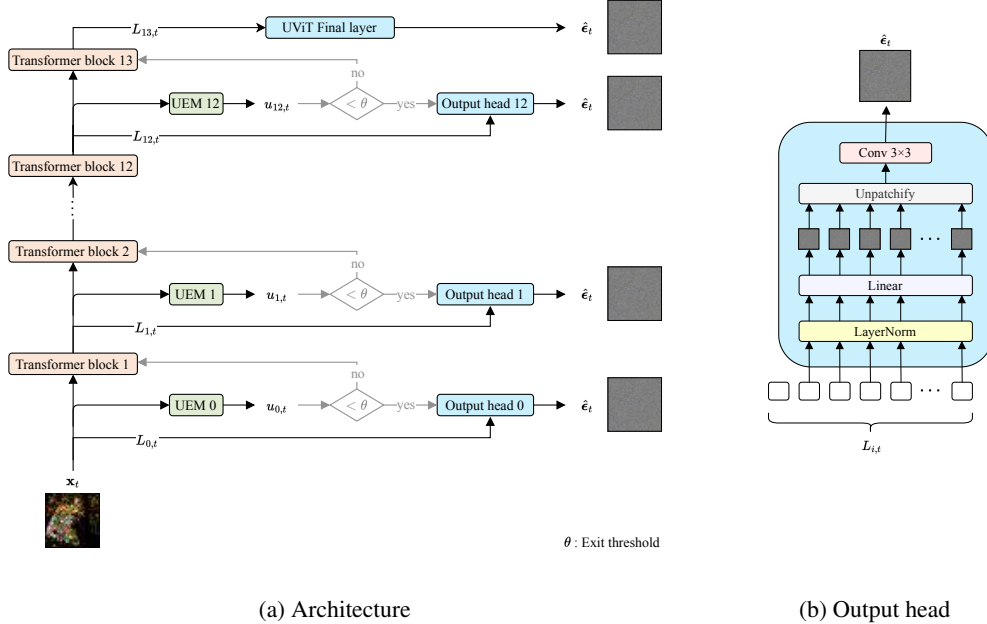 L₁₃,ₜ
UViT Final layer
ε̂ₜ
Transformer block 13
no
UEM 12
u₁₂,ₜ
< θ
yes
Output head 12
ε̂ₜ
L₁₂,ₜ
Transformer block 12
⋮
Transformer block 2
no
UEM 1
u₁,ₜ
< θ
yes
Output head 1
ε̂ₜ
L₁,ₜ
Transformer block 1
no
UEM 0
u₀,ₜ
< θ
yes
Output head 0
ε̂ₜ
L₀,ₜ
xₜ
θ : Exit threshold
(a) Architecture
ε̂ₜ
Conv 3×3
Unpatchify
···
Linear
LayerNorm
···
Lᵢ,ₜ
(b) Output head